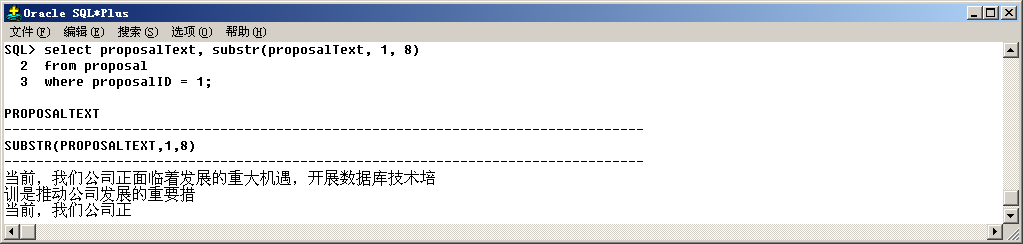 Oracle SQL*Plus
文件(F) 编辑(E) 搜索(S) 选项(O) 帮助(H)
SQL> select proposalText, substr(proposalText, 1, 8)
2 from proposal
3 where proposalID = 1;
PROPOSALTEXT
--------------------------------------------------------------------------------
SUBSTR(PROPOSALTEXT,1,8)
--------------------------------------------------------------------------------
当前，我们公司正面临着发展的重大机遇，开展数据库技术培
训是推动公司发展的重要措
当前，我们公司正